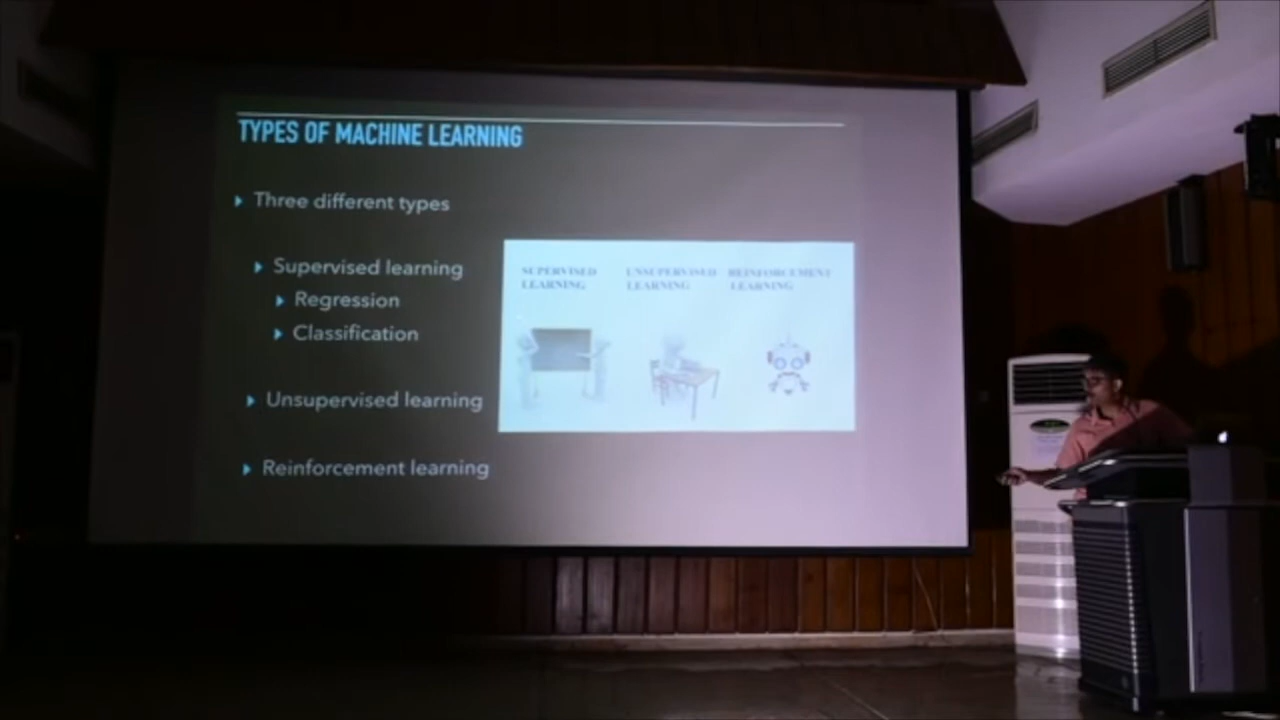 TYPES OF MACHINE LEARNING
Three different types
Supervised learning
Regression
Classification
Unsupervised learning
Reinforcement learning
SUPERVISED
LEARNING
UNSUPERVISED
LEARNING
REINFORCEMENT
LEARNING